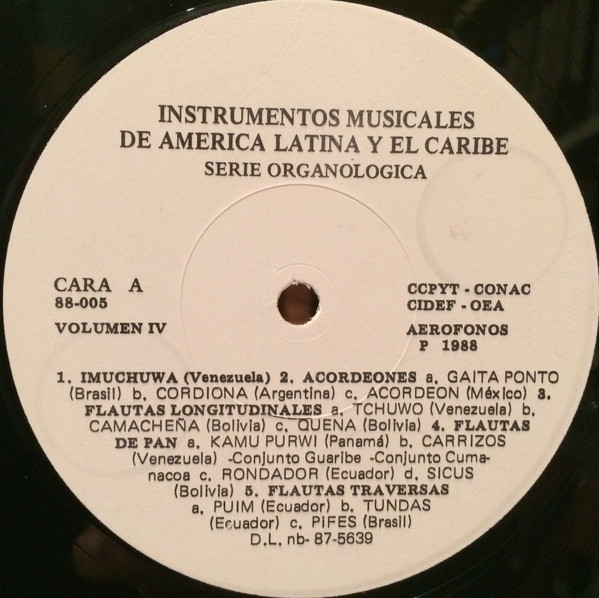 INSTRUMENTOS MUSICALES
DE AMERICA LATINA Y EL CARIBE
SERIE ORGANOLOGICA
CARA A
88-005
VOLUMEN IV
CCPYT - CONAC
CIDEF - OEA
AEROFONOS
P 1988
1. IMUCHUWA (Venezuela) 2. ACORDEONES a, GAITA PONTO
(Brasil) b, CORDIONA (Argentina) c, ACORDEON (México) 3.
FLAUTAS LONGITUDINALES a, TCHUWO (Venezuela) b,
CAMACHEÑA (Bolivia) c, QUENA (Bolivia) 4. FLAUTAS
DE PAN a, KAMU PURWI (Panamá) b, CARRIZOS
(Venezuela) -Conjunto Guaribe -Conjunto Cuma-
nacoa c, RONDADOR (Ecuador) d, SICUS
(Bolivia) 5. FLAUTAS TRAVERSAS
a, PUIM (Ecuador) b, TUNDAS
(Ecuador) c, PiFES (Brasil)
D.L. nb- 87-5639